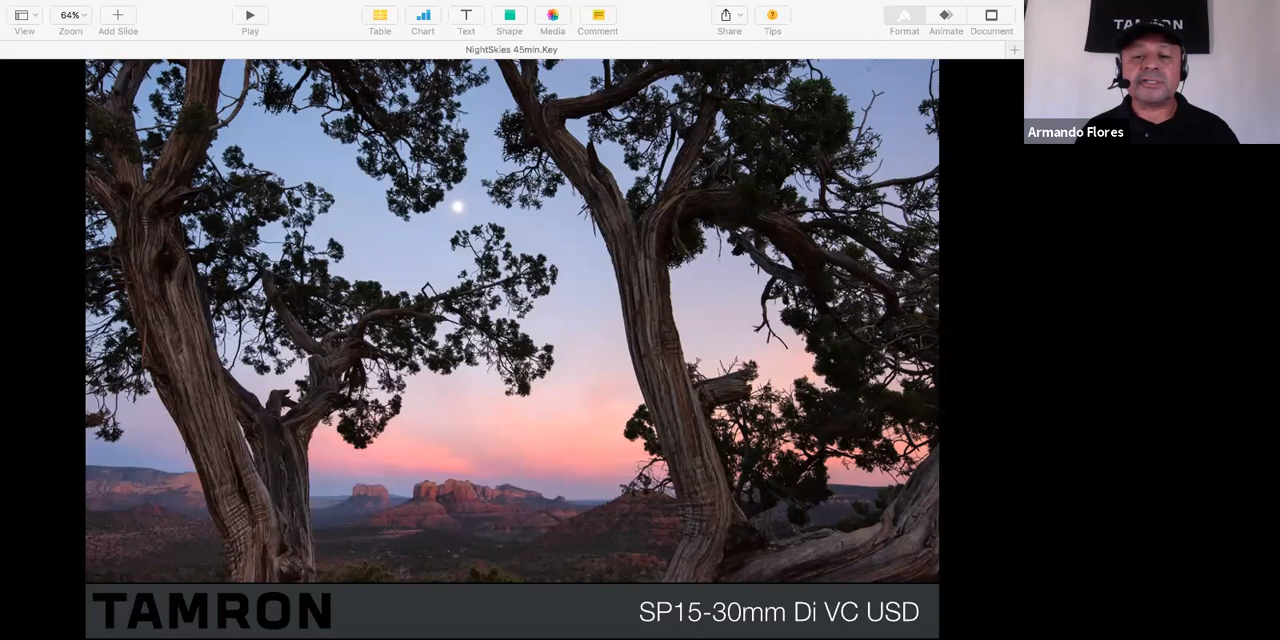 View
64%
Zoom
Add Slide
Play
Table
Chart
Text
Shape
Media
Comment
Share
Tips
Format
Animate
Document
NightSkies 45min.Key
TAMRON
Armando Flores
TAMRON
SP15-30mm Di VC USD